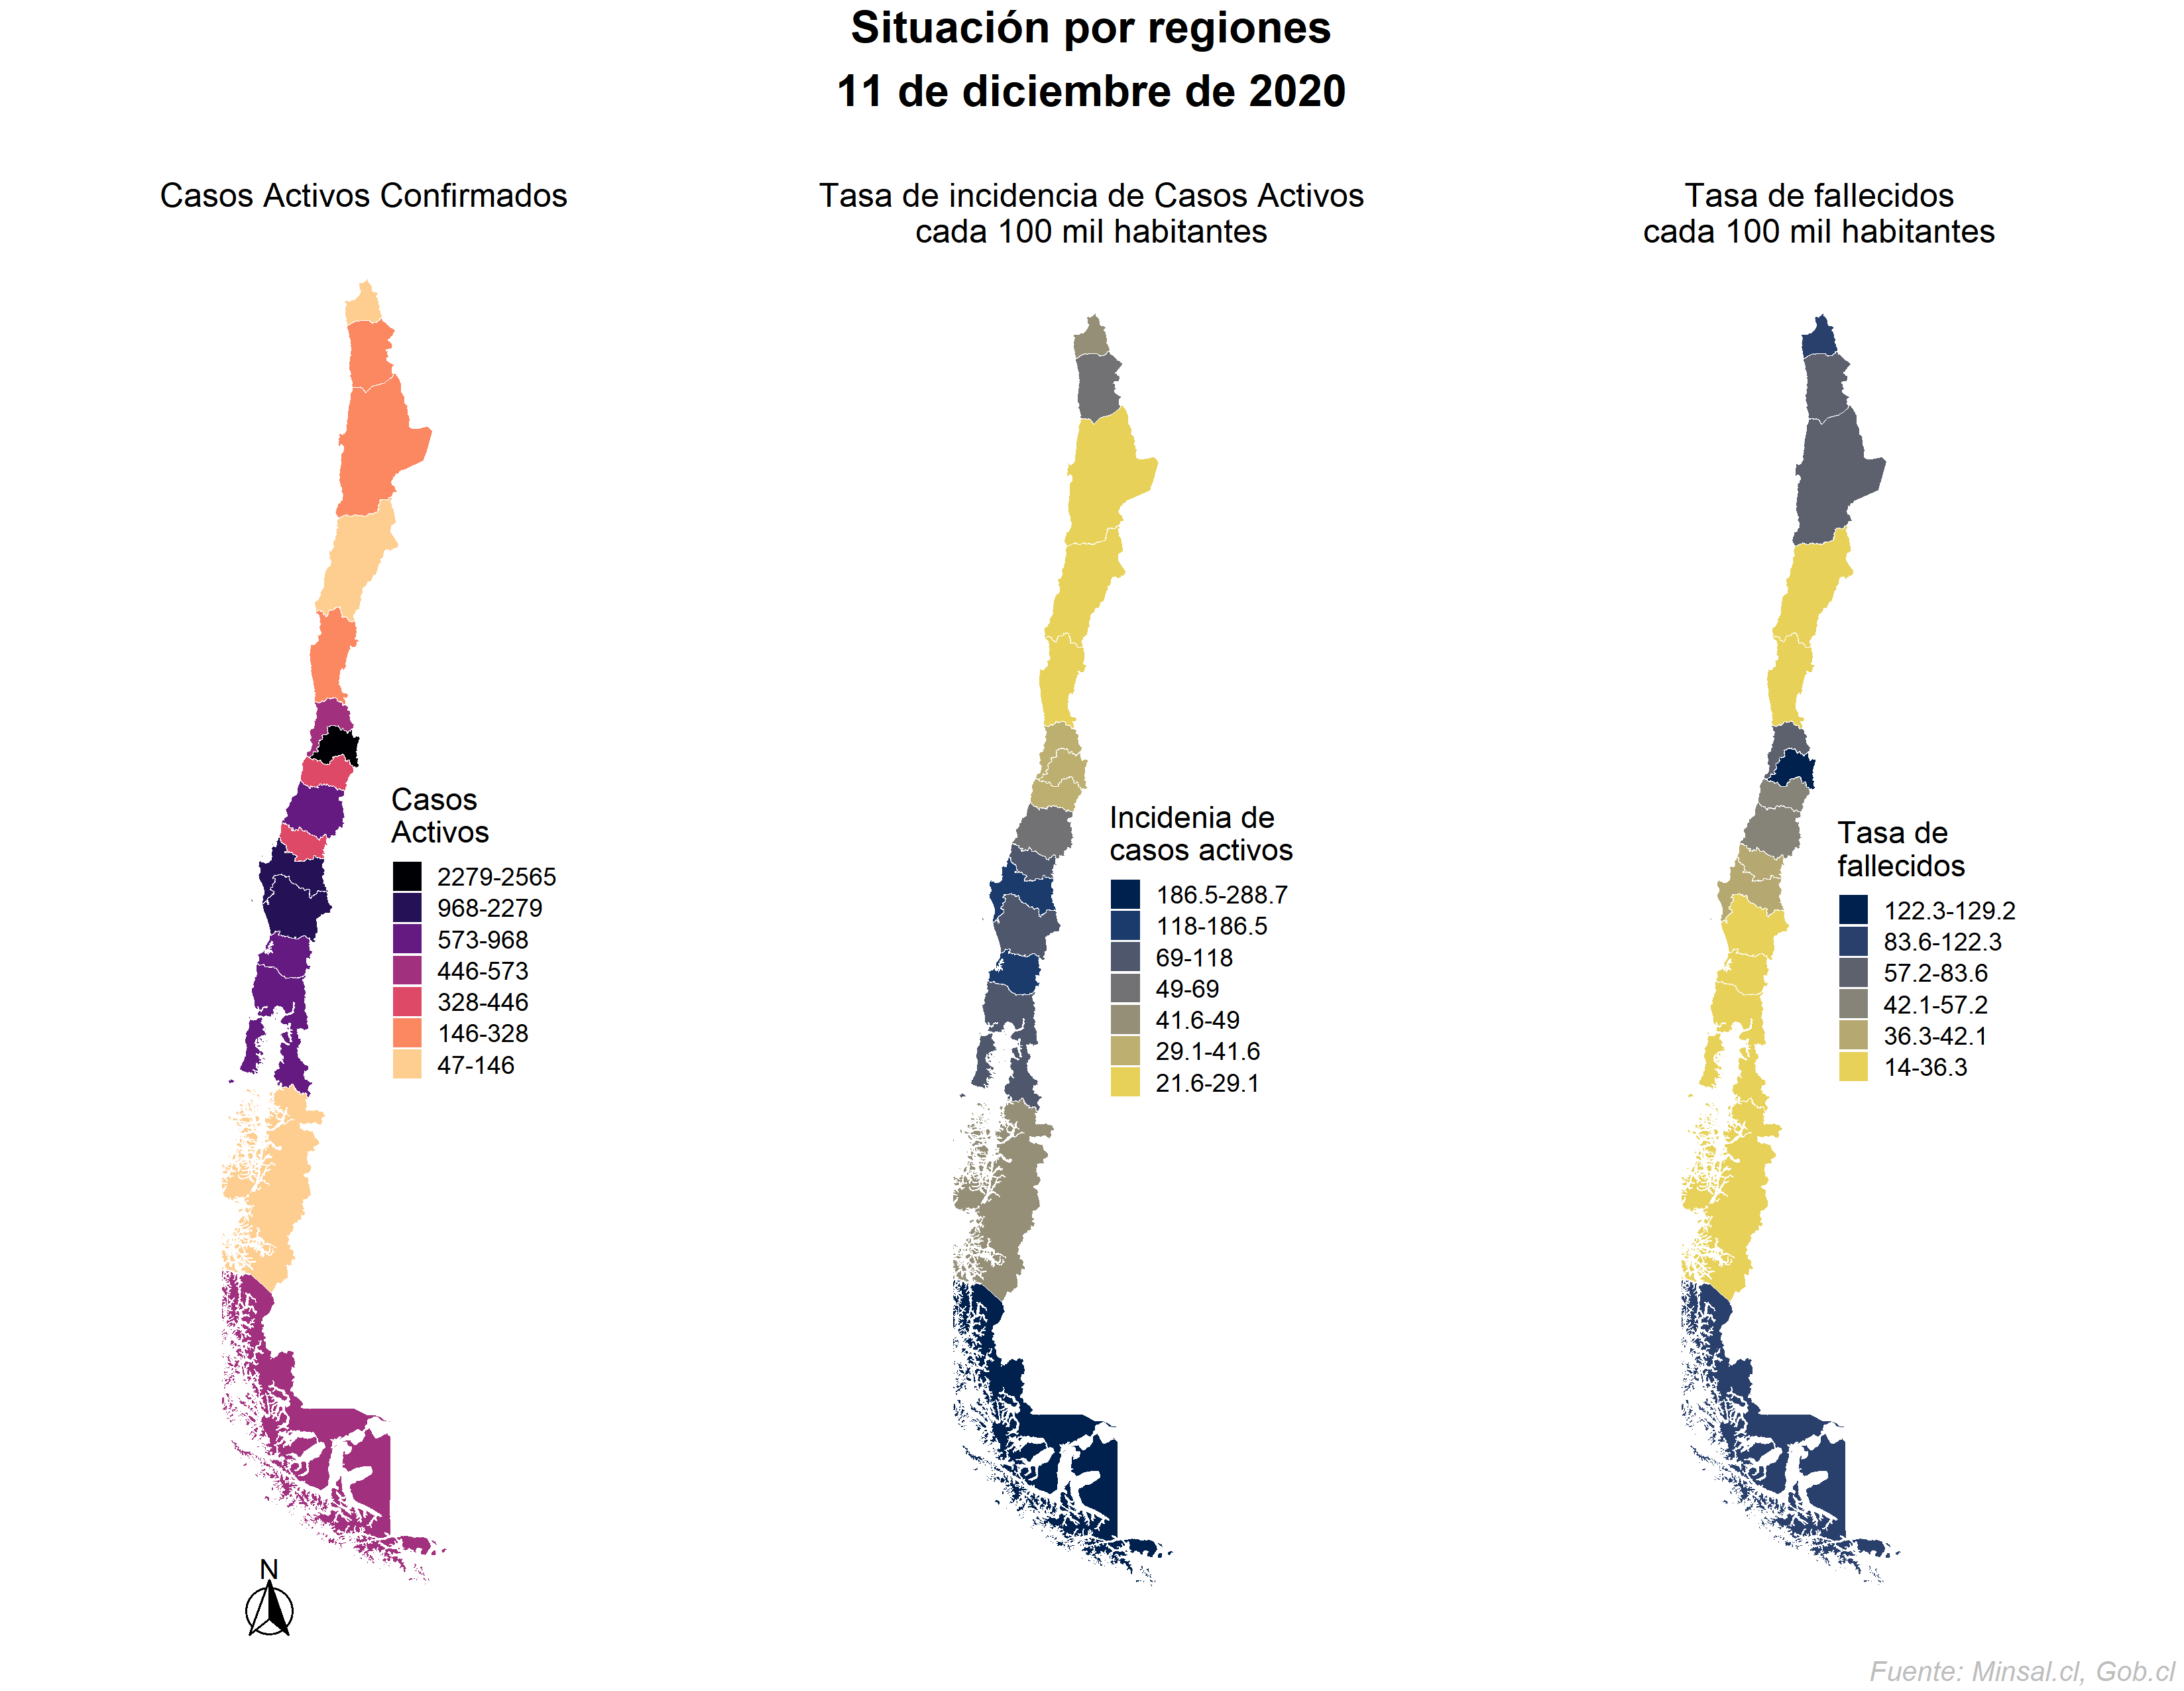 Situación por regiones
11 de diciembre de 2020
Casos Activos Confirmados
Tasa de incidencia de Casos Activos
cada 100 mil habitantes
Tasa de fallecidos
cada 100 mil habitantes
Casos
Activos
2279-2565
968-2279
573-968
446-573
328-446
146-328
47-146
Incidenia de
casos activos
186.5-288.7
118-186.5
69-118
49-69
41.6-49
29.1-41.6
21.6-29.1
Tasa de
fallecidos
122.3-129.2
83.6-122.3
57.2-83.6
42.1-57.2
36.3-42.1
14-36.3
N
Fuente: Minsal.cl, Gob.cl